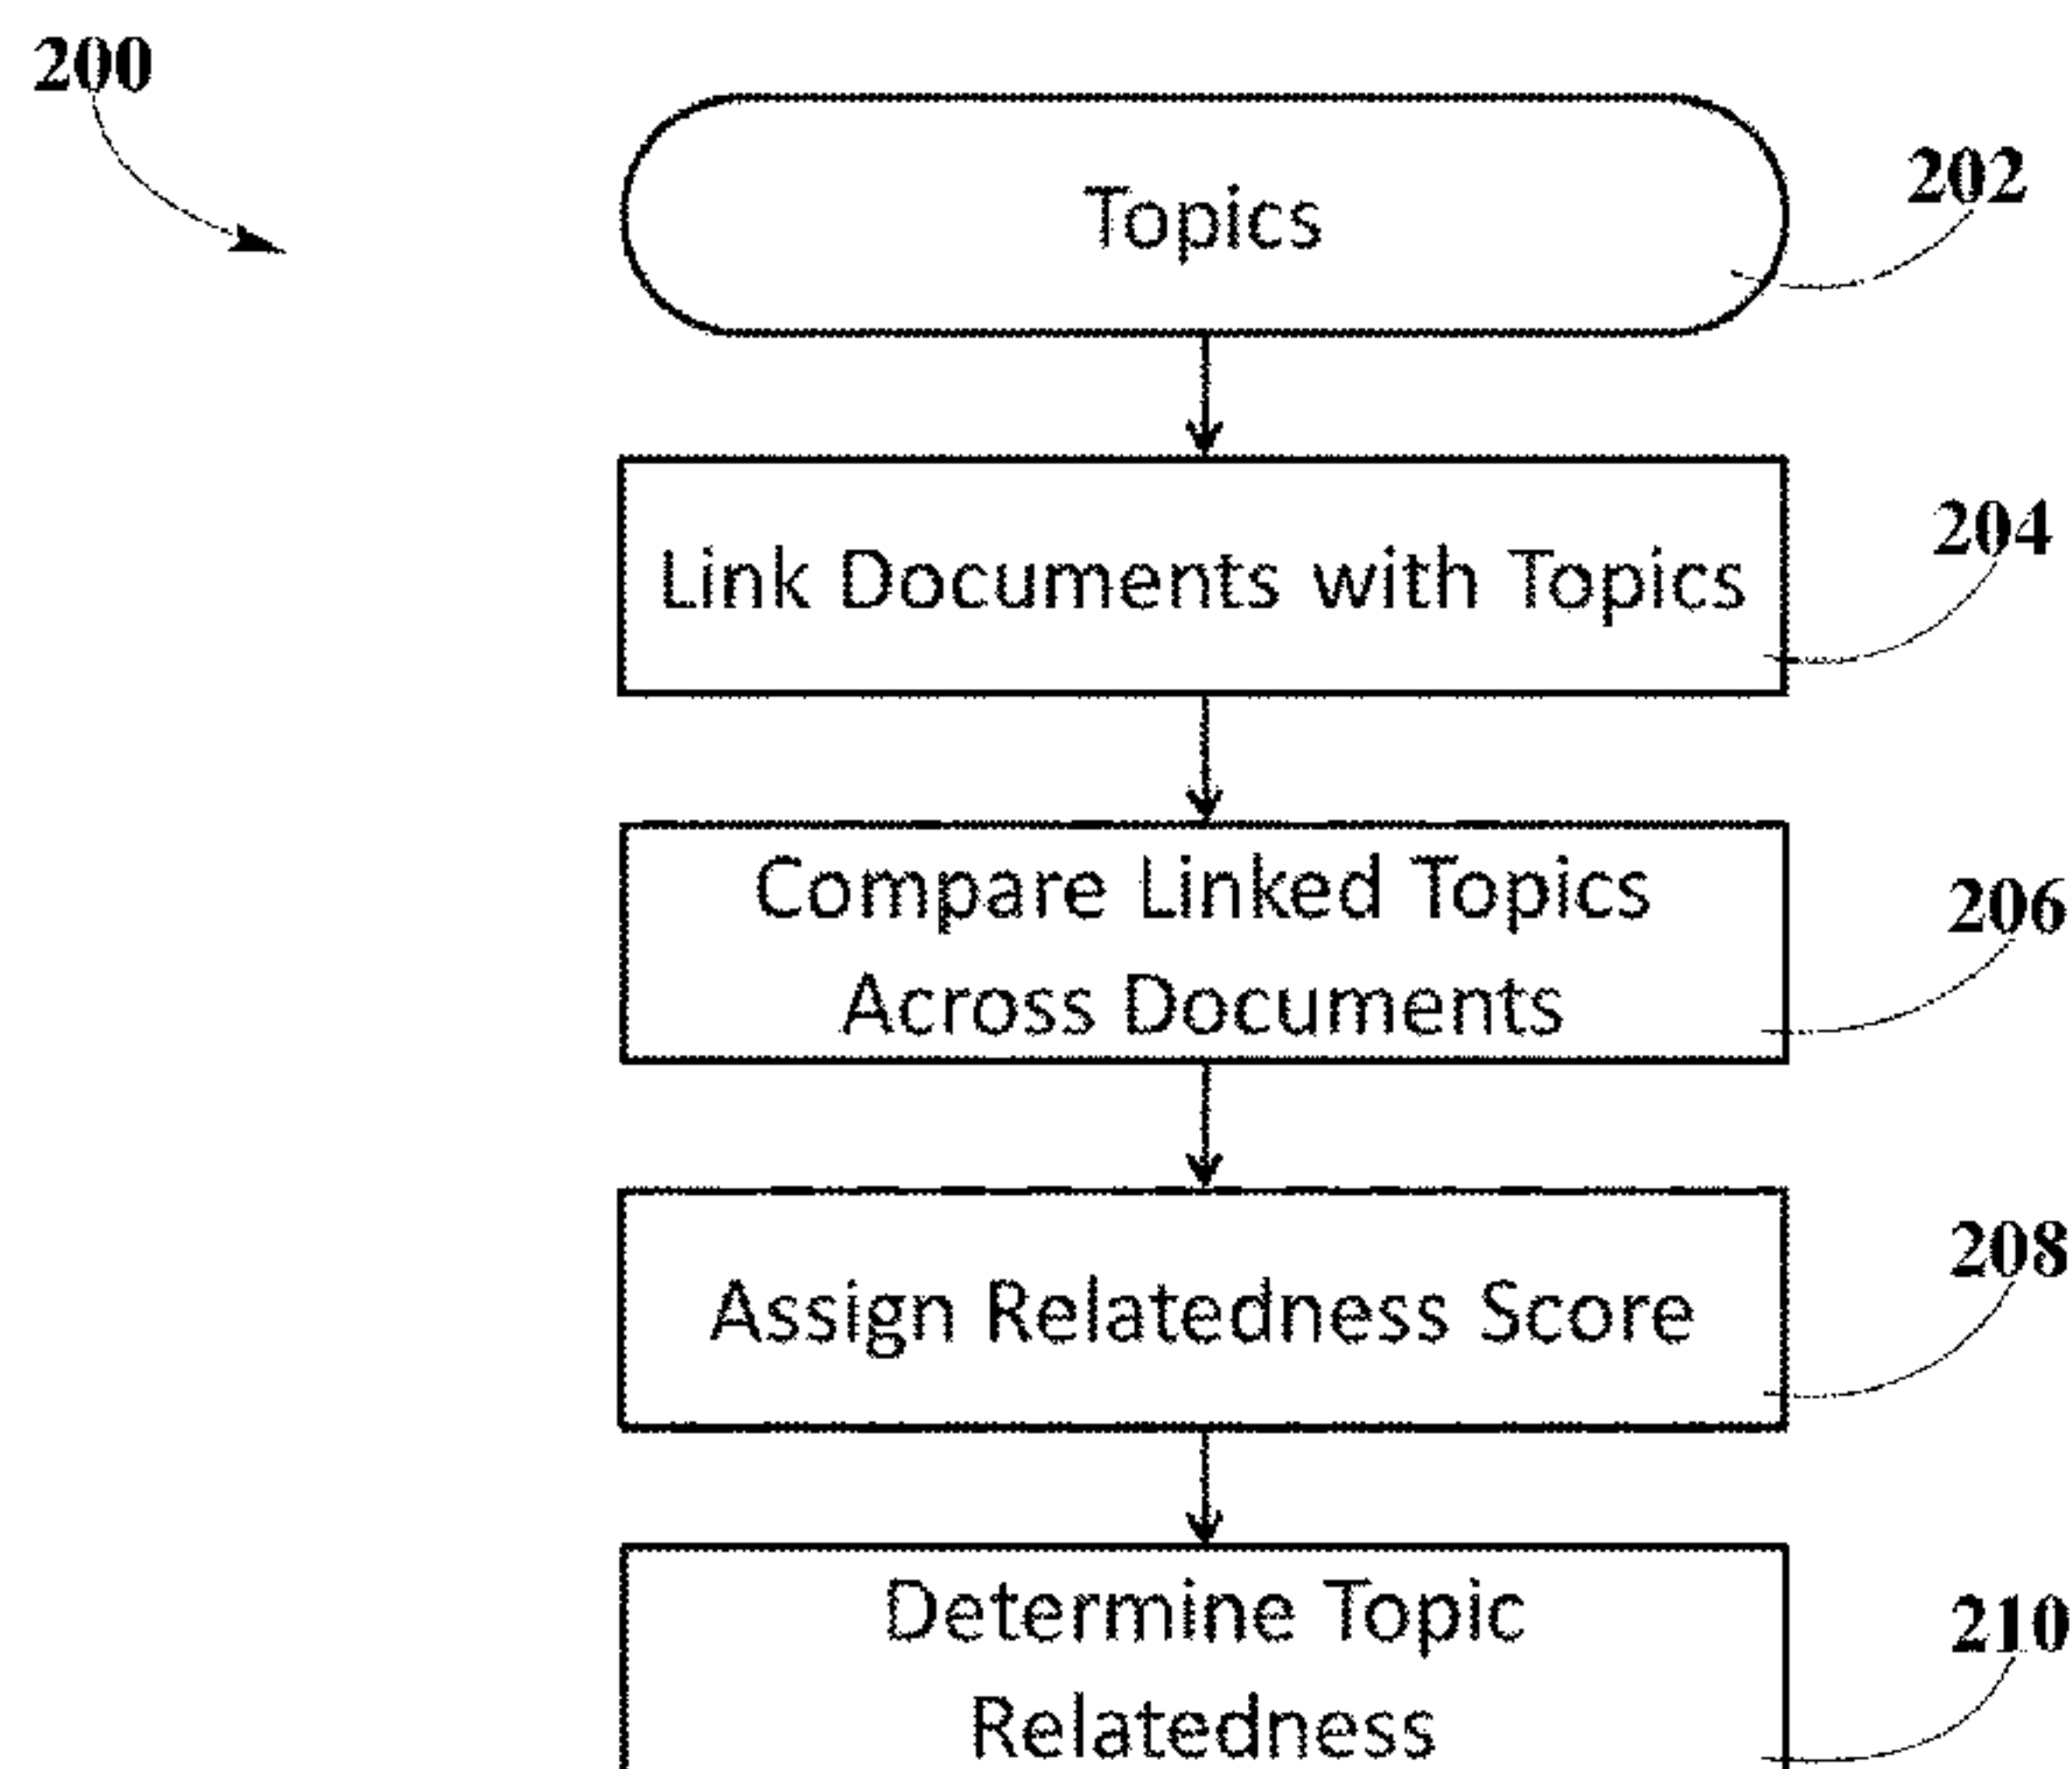 200
Topics
202
Link Documents with Topics
204
Compare Linked Topics
Across Documents
206
Assign Relatedness Score
208
Determine Topic
Relatedness
210